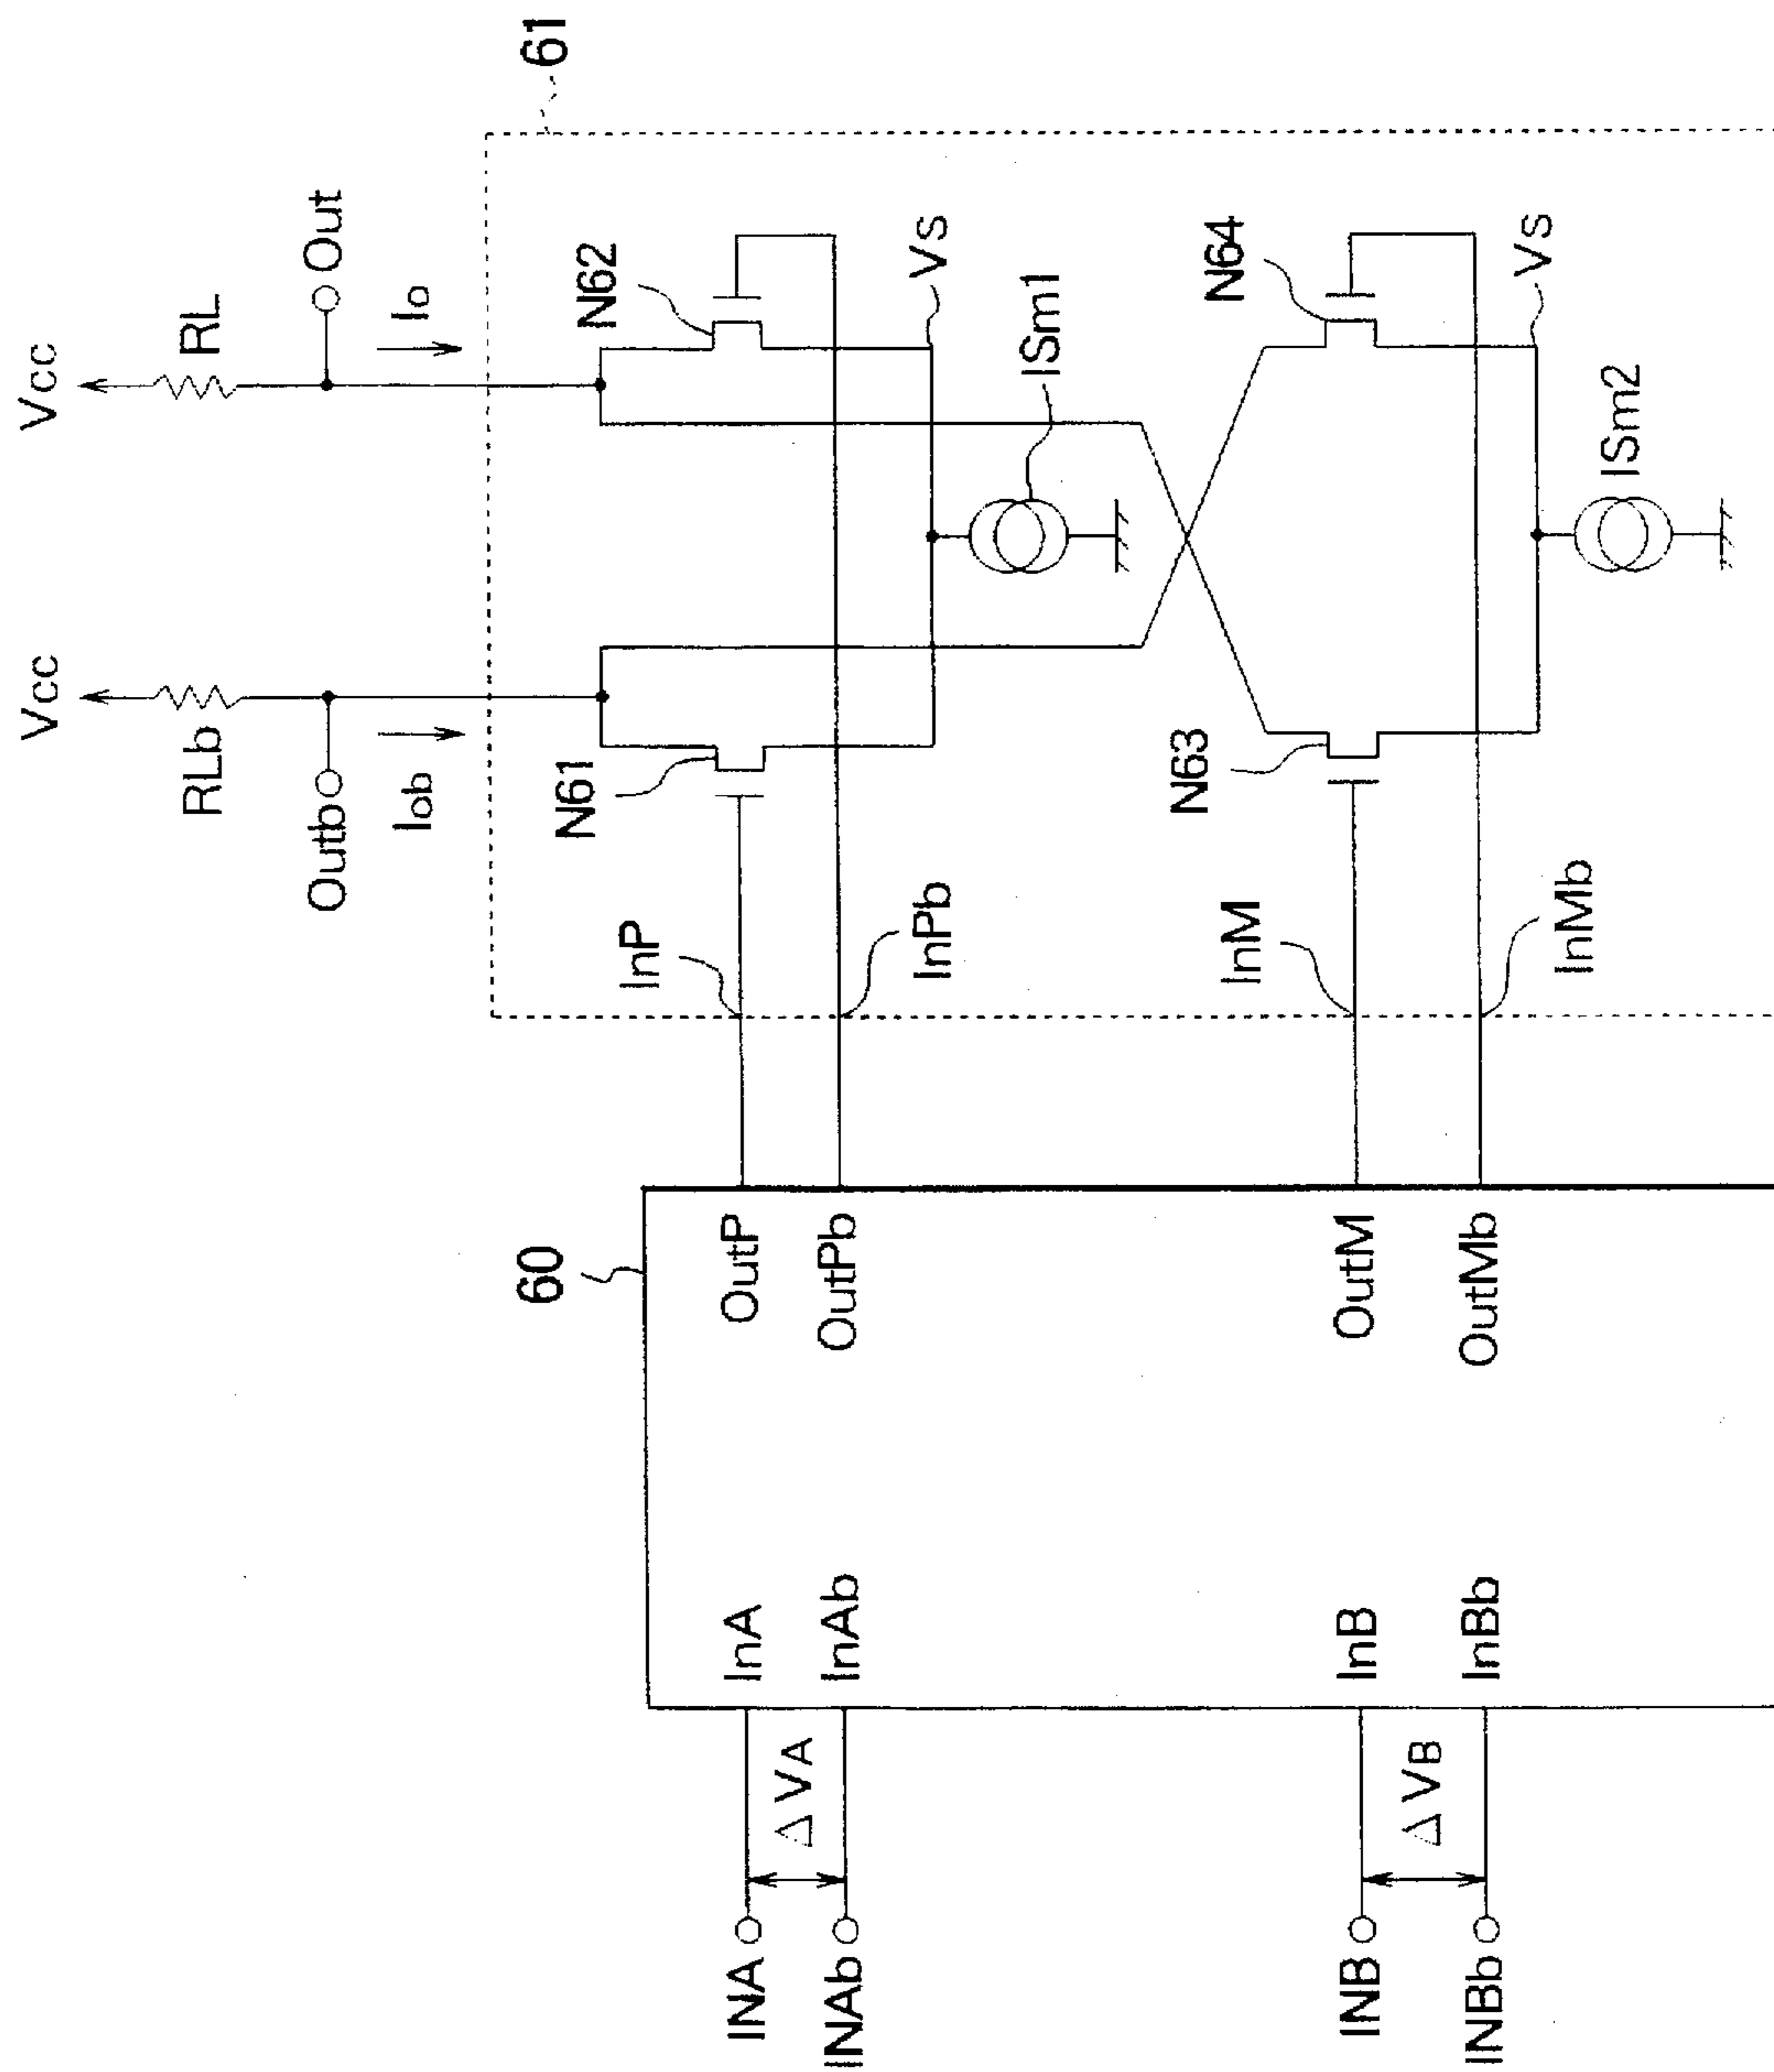 61
Vcc
Vcc
RLb
RL
Outb
Out
Iob
Io
N61
N62
InP
InPb
Vs
ISm1
N63
N64
InM
InMb
Vs
ISm2
60
INA
InA
OutP
ΔVA
INAb
InAb
OutPb
INB
InB
OutM
ΔVB
INBb
InBb
OutMb